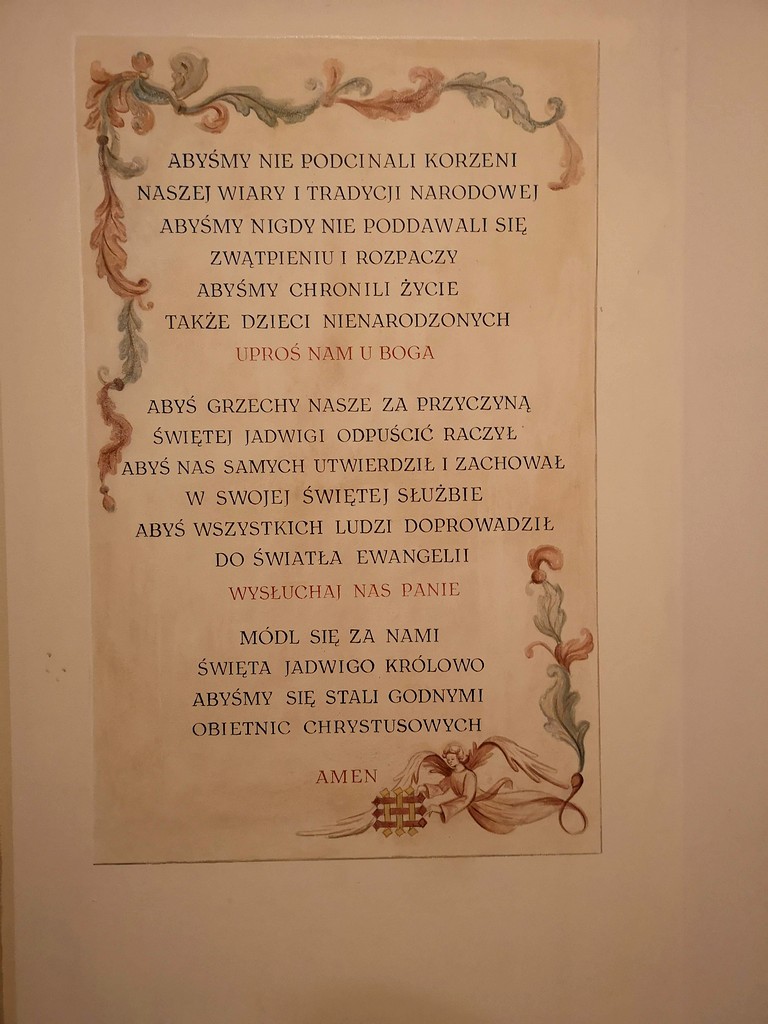 ABYŚMY NIE PODCINALI KORZENI
NASZEJ WIARY I TRADYCJI NARODOWEJ
ABYŚMY NIGDY NIE PODDAWALI SIĘ
ZWĄTPIENIU I ROZPACZY
ABYŚMY CHRONILI ŻYCIE
TAKŻE DZIECI NIENARODZONYCH
UPROŚ NAM U BOGA
ABYŚ GRZECHY NASZE ZA PRZYCZYNĄ
ŚWIĘTEJ JADWIGI ODPUŚCIĆ RACZYŁ
ABYŚ NAS SAMYCH UTWIERDZIŁ I ZACHOWAŁ
W SWOJEJ ŚWIĘTEJ SŁUŻBIE
ABYŚ WSZYSTKICH LUDZI DOPROWADZIŁ
DO ŚWIATŁA EWANGELII
WYSŁUCHAJ NAS PANIE
MÓDL SIĘ ZA NAMI
ŚWIĘTA JADWIGO KRÓLOWO
ABYŚMY SIĘ STALI GODNYMI
OBIETNIC CHRYSTUSOWYCH
AMEN